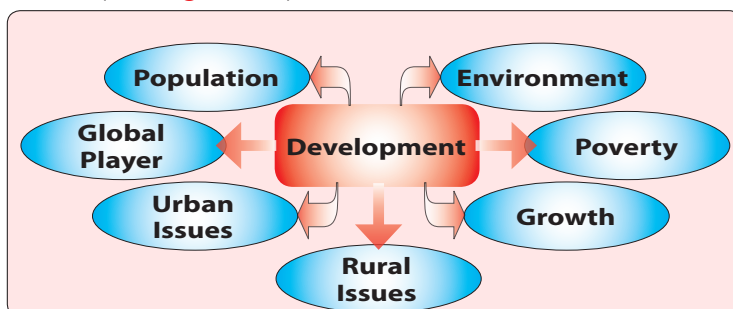 Population
Environment
Global
Player
Development
Poverty
Urban
Issues
Growth
Rural
Issues